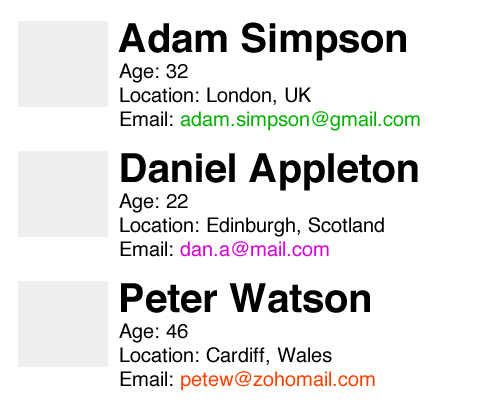 Adam Simpson
Age: 32
Location: London, UK
Email: adam.simpson@gmail.com
Daniel Appleton
Age: 22
Location: Edinburgh, Scotland
Email: dan.a@mail.com
Peter Watson
Age: 46
Location: Cardiff, Wales
Email: petew@zohomail.com